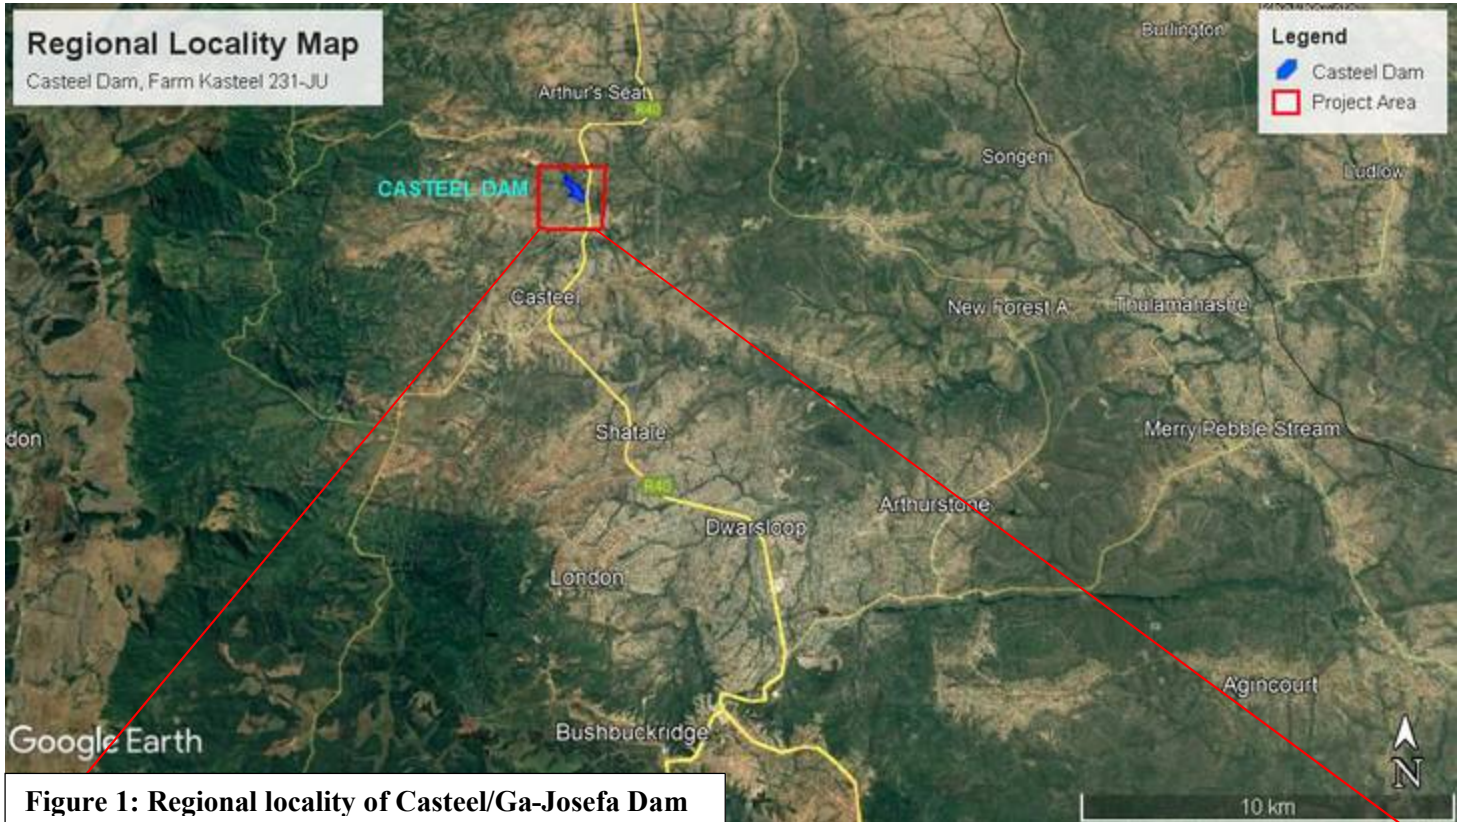 Regional Locality Map
Casteel Dam, Farm Kasteel 231-JU
Legend
Casteel Dam
Project Area
Burlington
Arthur's Seat
R40
Songeni
Ludlow
CASTEEL DAM
Casteel
New Forest A
Thulamahashe
don
Shatale
Merry Pebble Stream
R40
Arthurstone
Dwarsloop
London
Agincourt
Bushbuckridge
Google Earth
N
10 km
Figure 1: Regional locality of Casteel/Ga-Josefa Dam